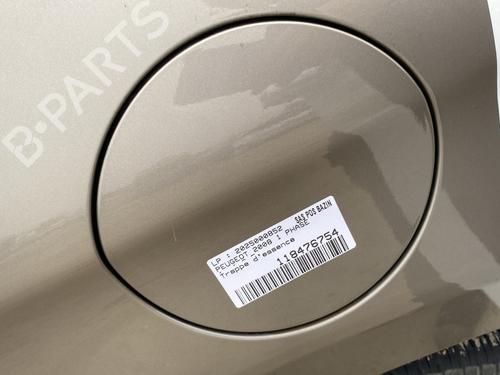 B-PARTS
LP : 2025000852
SAS POS BAZIN
PEUGEOT 2008 1 PHASE
trappe d'essence
118476754